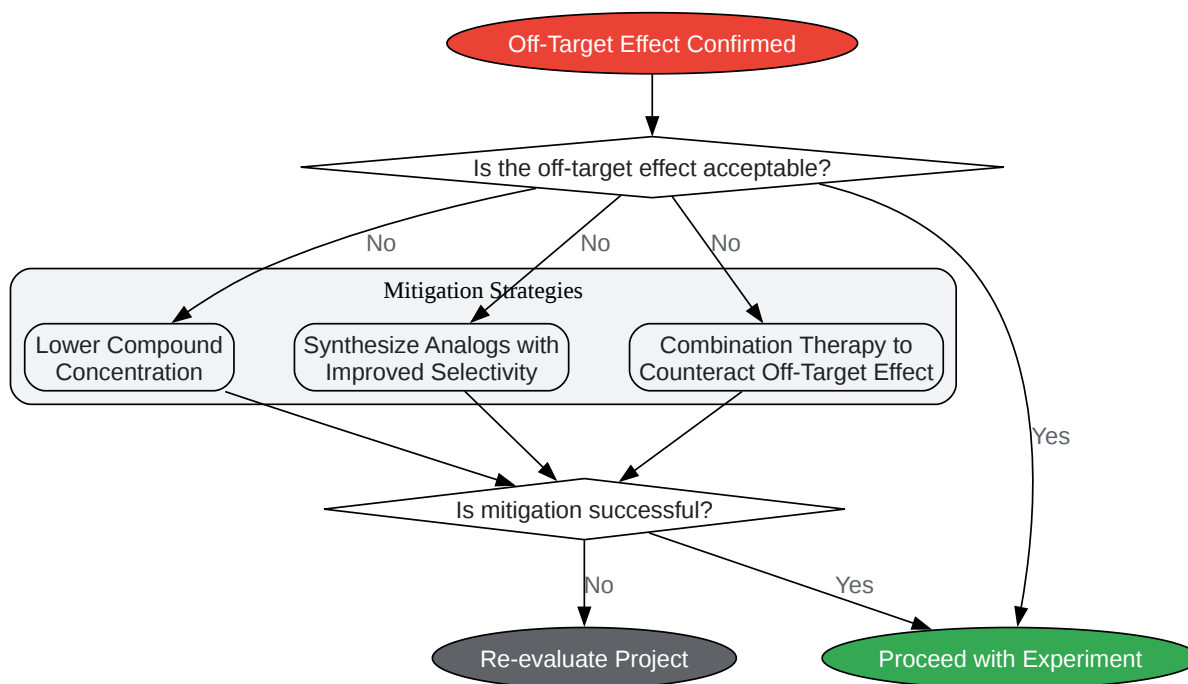 Off-Target Effect Confirmed
Is the off-target effect acceptable?
No
No
No
Mitigation Strategies
Lower Compound
Concentration
Synthesize Analogs with
Improved Selectivity
Combination Therapy to
Counteract Off-Target Effect
Yes
Is mitigation successful?
No
Yes
Re-evaluate Project
Proceed with Experiment